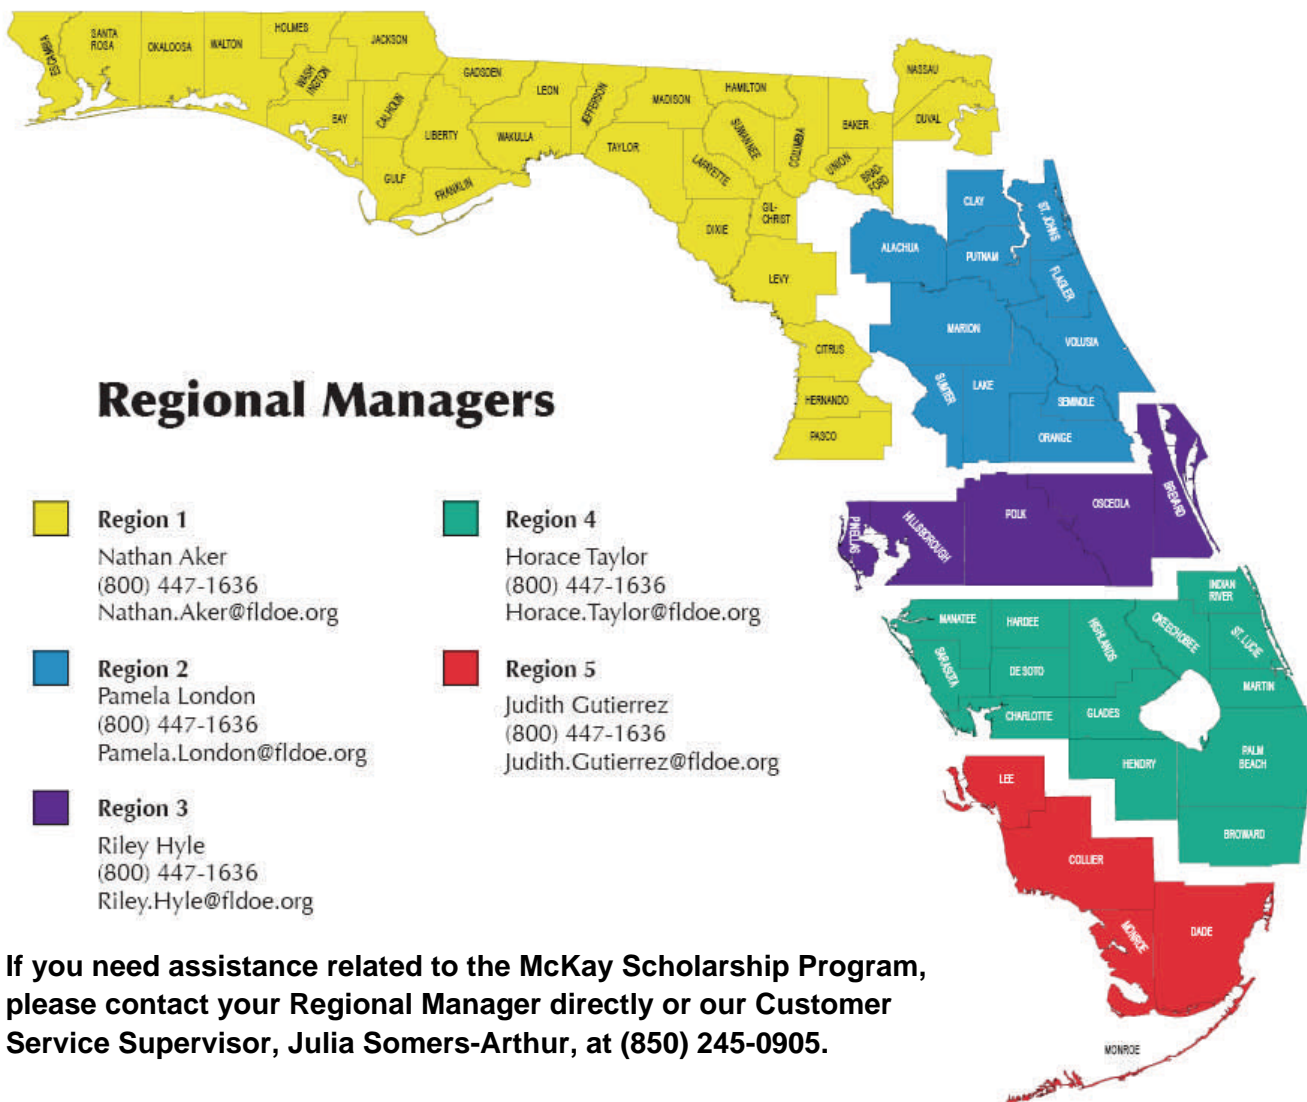 HOLMES
SANTA
ROSA
ESCAMBIA
OKALOOSA
WALTON
JACKSON
WASH
INGTON
BAY
CALHOUN
GULF
GADSDEN
LIBERTY
FRANKLIN
LEON
WAKULLA
JEFFERSON
MADISON
TAYLOR
HAMILTON
SUWANNEE
LAFAYETTE
COLUMBIA
BAKER
UNION
BRAD-
FORD
NASSAU
DUVAL
GIL-
CHRIST
DIXIE
LEVY
CITRUS
HERNANDO
PASCO
CLAY
ST. JOHNS
ALACHUA
PUTNAM
FLAGLER
MARION
VOLUSIA
SUMTER
LAKE
SEMINOLE
ORANGE
Regional Managers
Region 1
Nathan Aker
(800) 447-1636
Nathan.Aker@fldoe.org
Region 2
Pamela London
(800) 447-1636
Pamela.London@fldoe.org
Region 3
Riley Hyle
(800) 447-1636
Riley.Hyle@fldoe.org
Region 4
Horace Taylor
(800) 447-1636
Horace.Taylor@fldoe.org
Region 5
Judith Gutierrez
(800) 447-1636
Judith.Gutierrez@fldoe.org
PINELLAS
HILLSBOROUGH
POLK
OSCEOLA
BREVARD
INDIAN
RIVER
MANATEE
HARDEE
HIGHLANDS
OKEECHOBEE
ST. LUCIE
SARASOTA
DE SOTO
MARTIN
CHARLOTTE
GLADES
HENDRY
PALM
BEACH
BROWARD
LEE
COLLIER
MONROE
DADE
MONROE
If you need assistance related to the McKay Scholarship Program,
please contact your Regional Manager directly or our Customer
Service Supervisor, Julia Somers-Arthur, at (850) 245-0905.